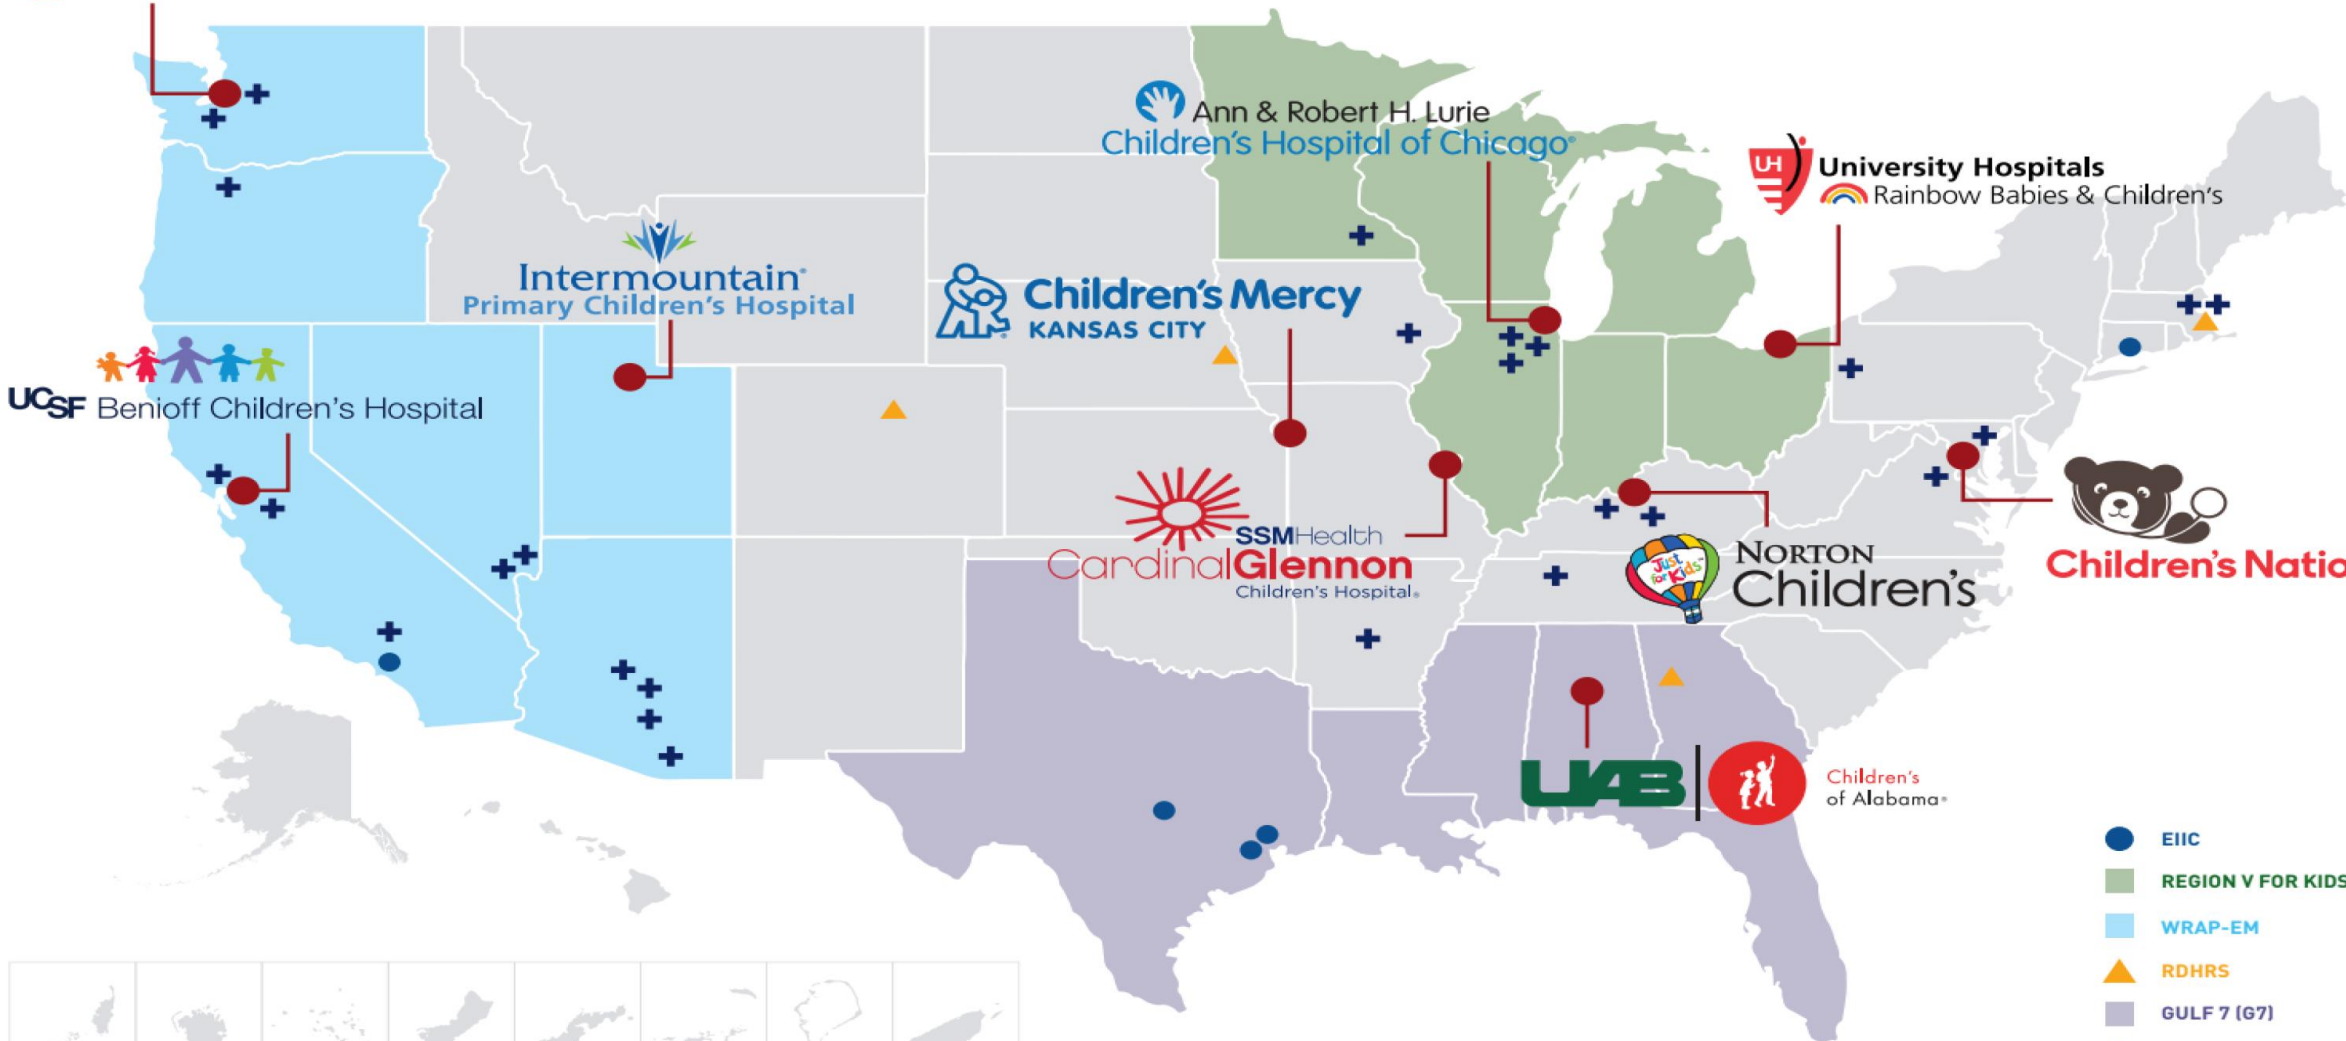 Ann & Robert H. Lurie
Children's Hospital of Chicago®
UH
University Hospitals
Rainbow Babies & Children's
Intermountain®
Primary Children's Hospital
Children's Mercy
KANSAS CITY
UCSF Benioff Children's Hospital
SSMHealth
CardinalGlennon
Children's Hospital®
Just
for Kids
NORTON
Children's
Children's Natio
UAB
Children's
of Alabama®
EIIC
REGION V FOR KIDS
WRAP-EM
RDHRS
GULF 7 (G7)